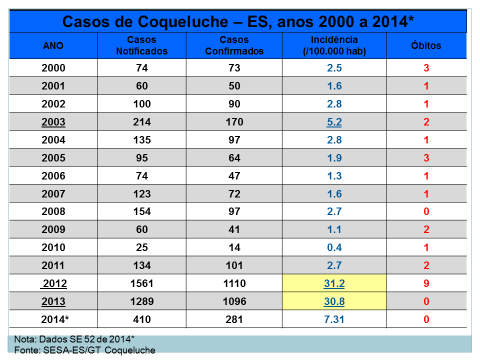 Casos de Coqueluche – ES, anos 2000 a 2014*
ANO Casos Notificados Casos Confirmados Incidência (/100.000 hab) Óbitos
2000 74 73 2.5 3
2001 60 50 1.6 1
2002 100 90 2.8 1
2003 214 170 5.2 2
2004 135 97 2.8 1
2005 95 64 1.9 3
2006 74 47 1.3 1
2007 123 72 1.6 1
2008 154 97 2.7 0
2009 60 41 1.1 2
2010 25 14 0.4 1
2011 134 101 2.7 2
2012 1561 1110 31.2 9
2013 1289 1096 30.8 0
2014* 410 281 7.31 0
Nota: Dados SE 52 de 2014*
Fonte: SESA-ES/GT Coqueluche